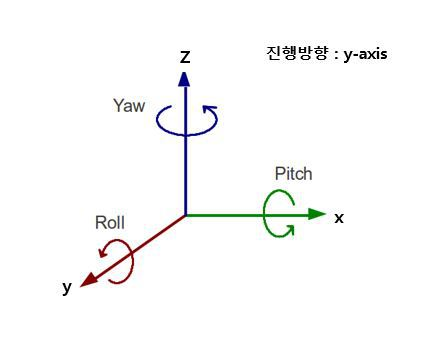 진행방향 : y-axis
Z
Yaw
Pitch
Roll
x
y